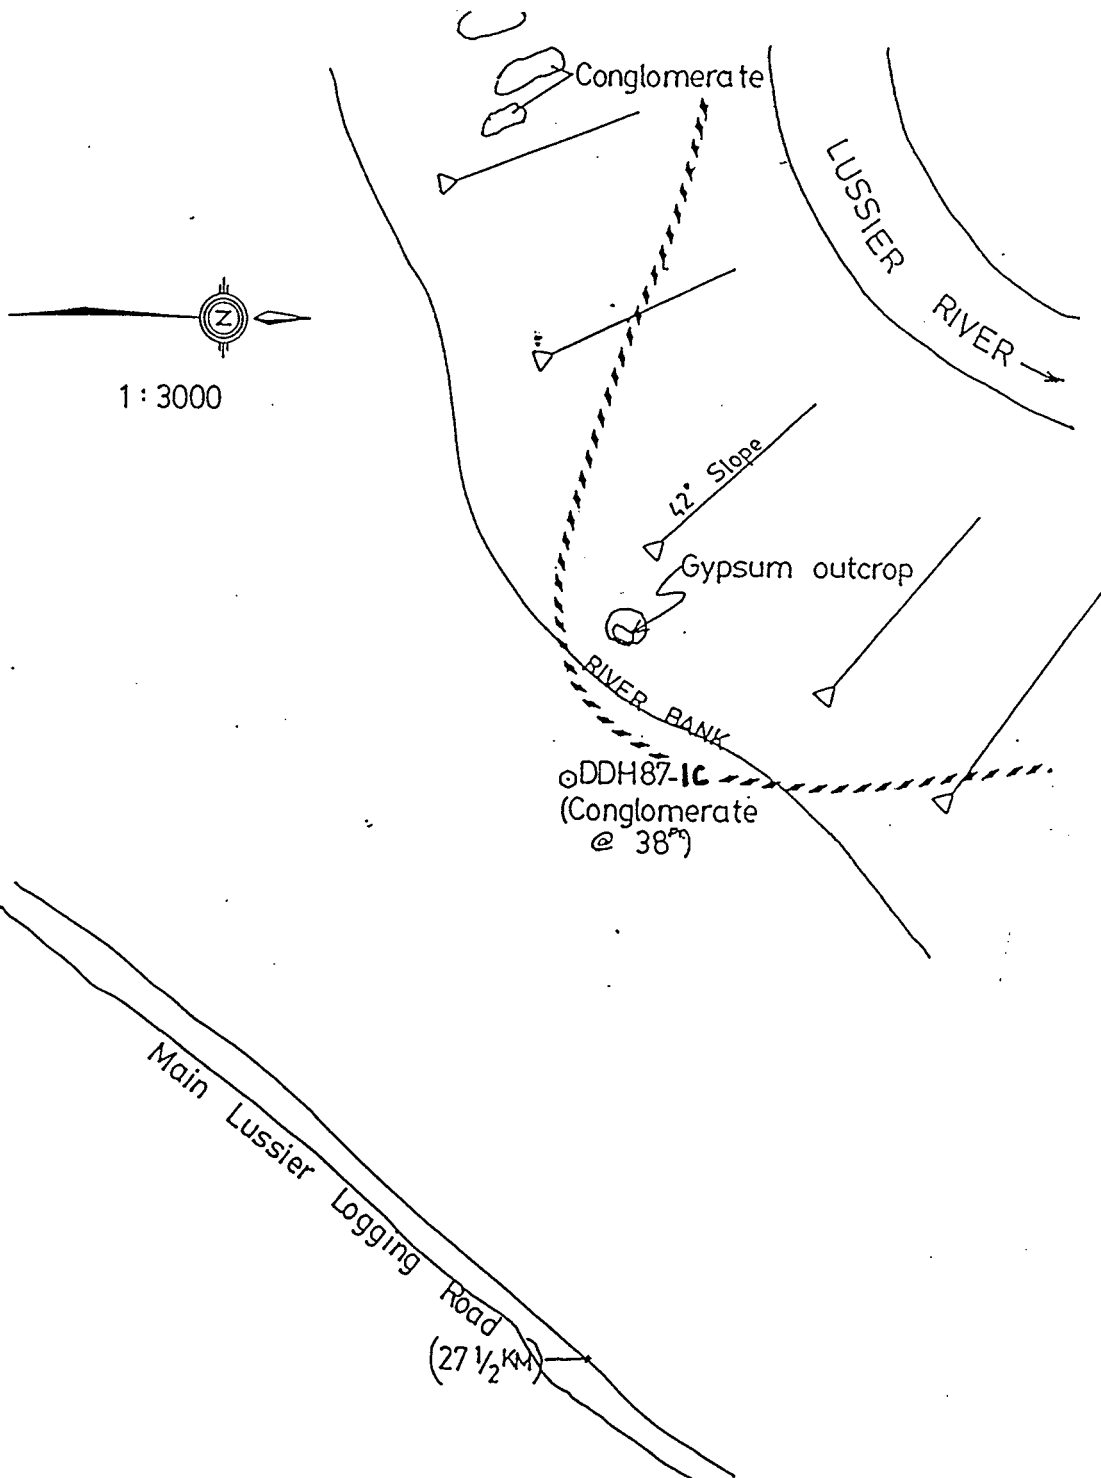 Conglomerate
LUSSIER RIVER
N
1 : 3000
42° Slope
Gypsum outcrop
RIVER BANK
DDH87-1C
(Conglomerate
@ 38m)
Main Lussier Logging Road
(27 1/2 KM)